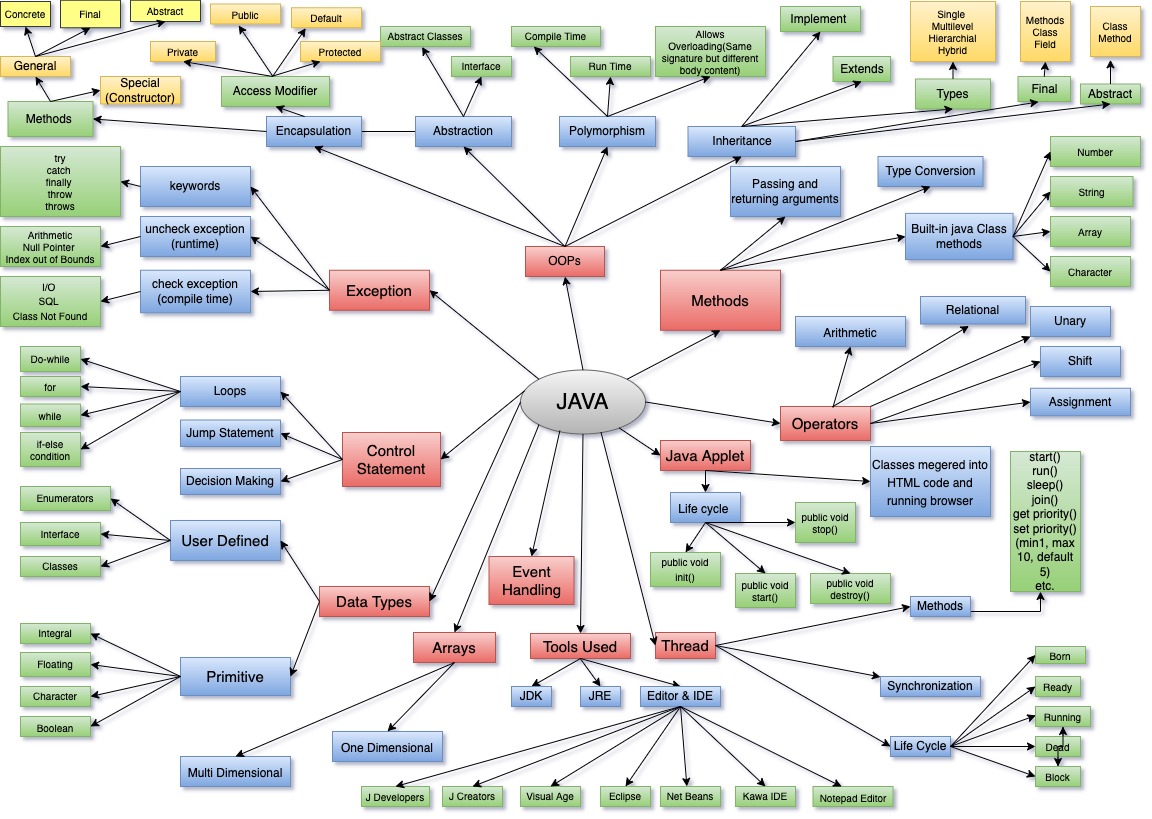 Concrete
Final
Abstract
General
Special
(Constructor)
Methods
Public
Default
Private
Protected
Access Modifier
Encapsulation
Abstract Classes
Interface
Abstraction
Compile Time
Run Time
Allows
Overloading(Same
signature but different
body content)
Polymorphism
Implement
Extends
Single
Multilevel
Hierarchial
Hybrid
Types
Methods
Class
Field
Final
Class
Method
Abstract
Inheritance
OOPs
try
catch
finally
throw
throws
keywords
Arithmetic
Null Pointer
Index out of Bounds
uncheck exception
(runtime)
I/O
SQL
Class Not Found
check exception
(compile time)
Exception
Passing and
returning arguments
Type Conversion
Built-in java Class
methods
Number
String
Array
Character
Methods
Arithmetic
Relational
Unary
Shift
Assignment
Operators
JAVA
Do-while
for
while
if-else
condition
Loops
Jump Statement
Decision Making
Control
Statement
Enumerators
Interface
Classes
User Defined
Integral
Floating
Character
Boolean
Primitive
Data Types
Event
Handling
Arrays
Multi Dimensional
One Dimensional
Tools Used
JDK
JRE
Editor & IDE
J Developers
J Creators
Visual Age
Eclipse
Net Beans
Kawa IDE
Notepad Editor
Java Applet
Classes megered into
HTML code and
running browser
Life cycle
public void
stop()
public void
init()
public void
start()
public void
destroy()
Thread
Methods
start()
run()
sleep()
join()
get priority()
set priority()
(min1, max
10, default
5)
etc.
Synchronization
Life Cycle
Born
Ready
Running
Dead
Block